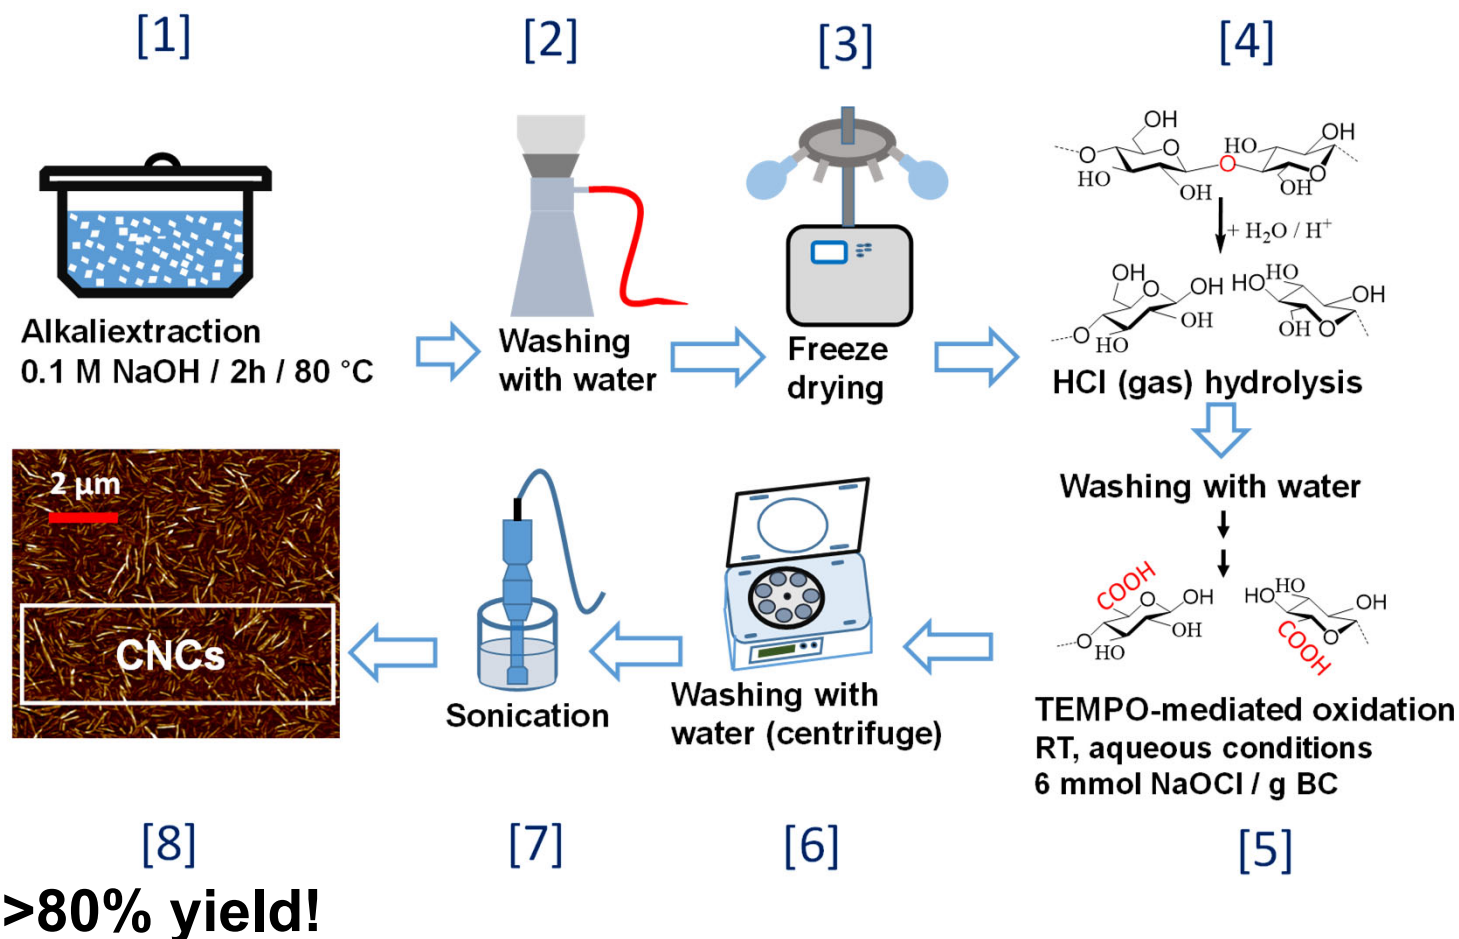 [1]
[2]
[3]
[4]
Alkaliextraction
0.1 M NaOH / 2h / 80 °C
Washing
with water
Freeze
drying
OH
O
O
HO
OH
O
HO
OH
OH
O
+ H₂O / H⁺
OH
O
OH
O
HO
OH
HO
HO
OH
OH
O
HCl (gas) hydrolysis
Washing with water
COOH
O
OH
O
HO
OH
HO
HO
OH
O
COOH
TEMPO-mediated oxidation
RT, aqueous conditions
6 mmol NaOCl / g BC
Washing with
water (centrifuge)
Sonication
2 µm
CNCs
[8]
[7]
[6]
[5]
>80% yield!